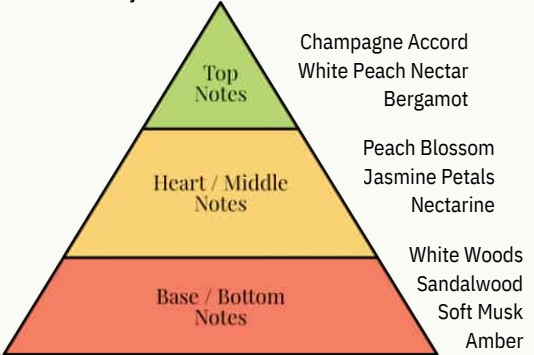 Top
Notes
Champagne Accord
White Peach Nectar
Bergamot
Heart / Middle
Notes
Peach Blossom
Jasmine Petals
Nectarine
Base / Bottom
Notes
White Woods
Sandalwood
Soft Musk
Amber